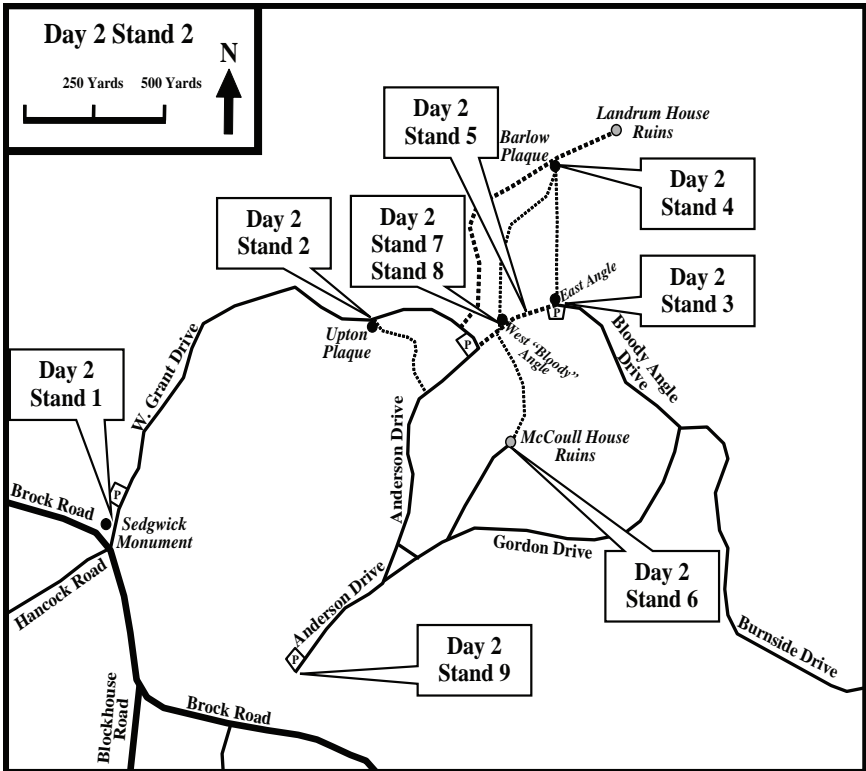 Day 2 Stand 2
N
250 Yards 500 Yards
Day 2
Stand 5
Landrum House
Ruins
Barlow
Plaque
Day 2
Stand 4
Day 2
Stand 2
Day 2
Stand 7
Stand 8
East Angle
Day 2
Stand 3
P
Upton
Plaque
P
West “Bloody”
Angle
Bloody Angle
Drive
W. Grant Drive
Day 2
Stand 1
Anderson Drive
McCoull House
Ruins
P
Brock Road
Sedgwick
Monument
Hancock Road
Gordon Drive
Day 2
Stand 6
Anderson Drive
P
Day 2
Stand 9
Burnside Drive
Blockhouse
Road
Brock Road